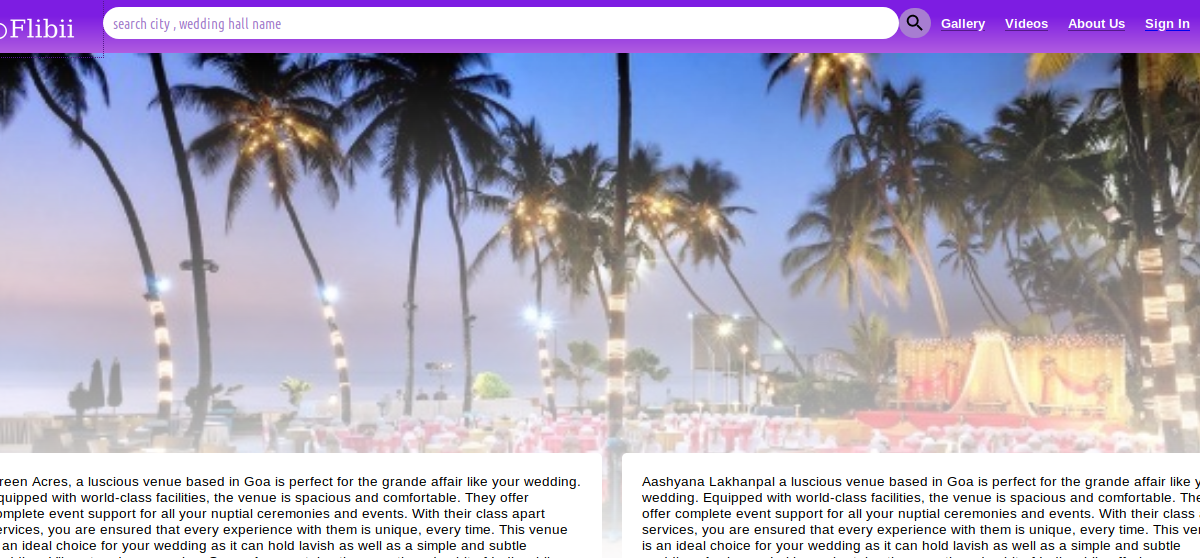 Flibii
search city , wedding hall name
Gallery
Videos
About Us
Sign In
reen Acres, a luscious venue based in Goa is perfect for the grande affair like your wedding.
quipped with world-class facilities, the venue is spacious and comfortable. They offer
omplete event support for all your nuptial ceremonies and events. With their class apart
ervices, you are ensured that every experience with them is unique, every time. This venue
an ideal choice for your wedding as it can hold lavish as well as a simple and subtle
Aashyana Lakhanpal a luscious venue based in Goa is perfect for the grande affair like y
wedding. Equipped with world-class facilities, the venue is spacious and comfortable. The
offer complete event support for all your nuptial ceremonies and events. With their class
services, you are ensured that every experience with them is unique, every time. This ve
is an ideal choice for your wedding as it can hold lavish as well as a simple and subtle